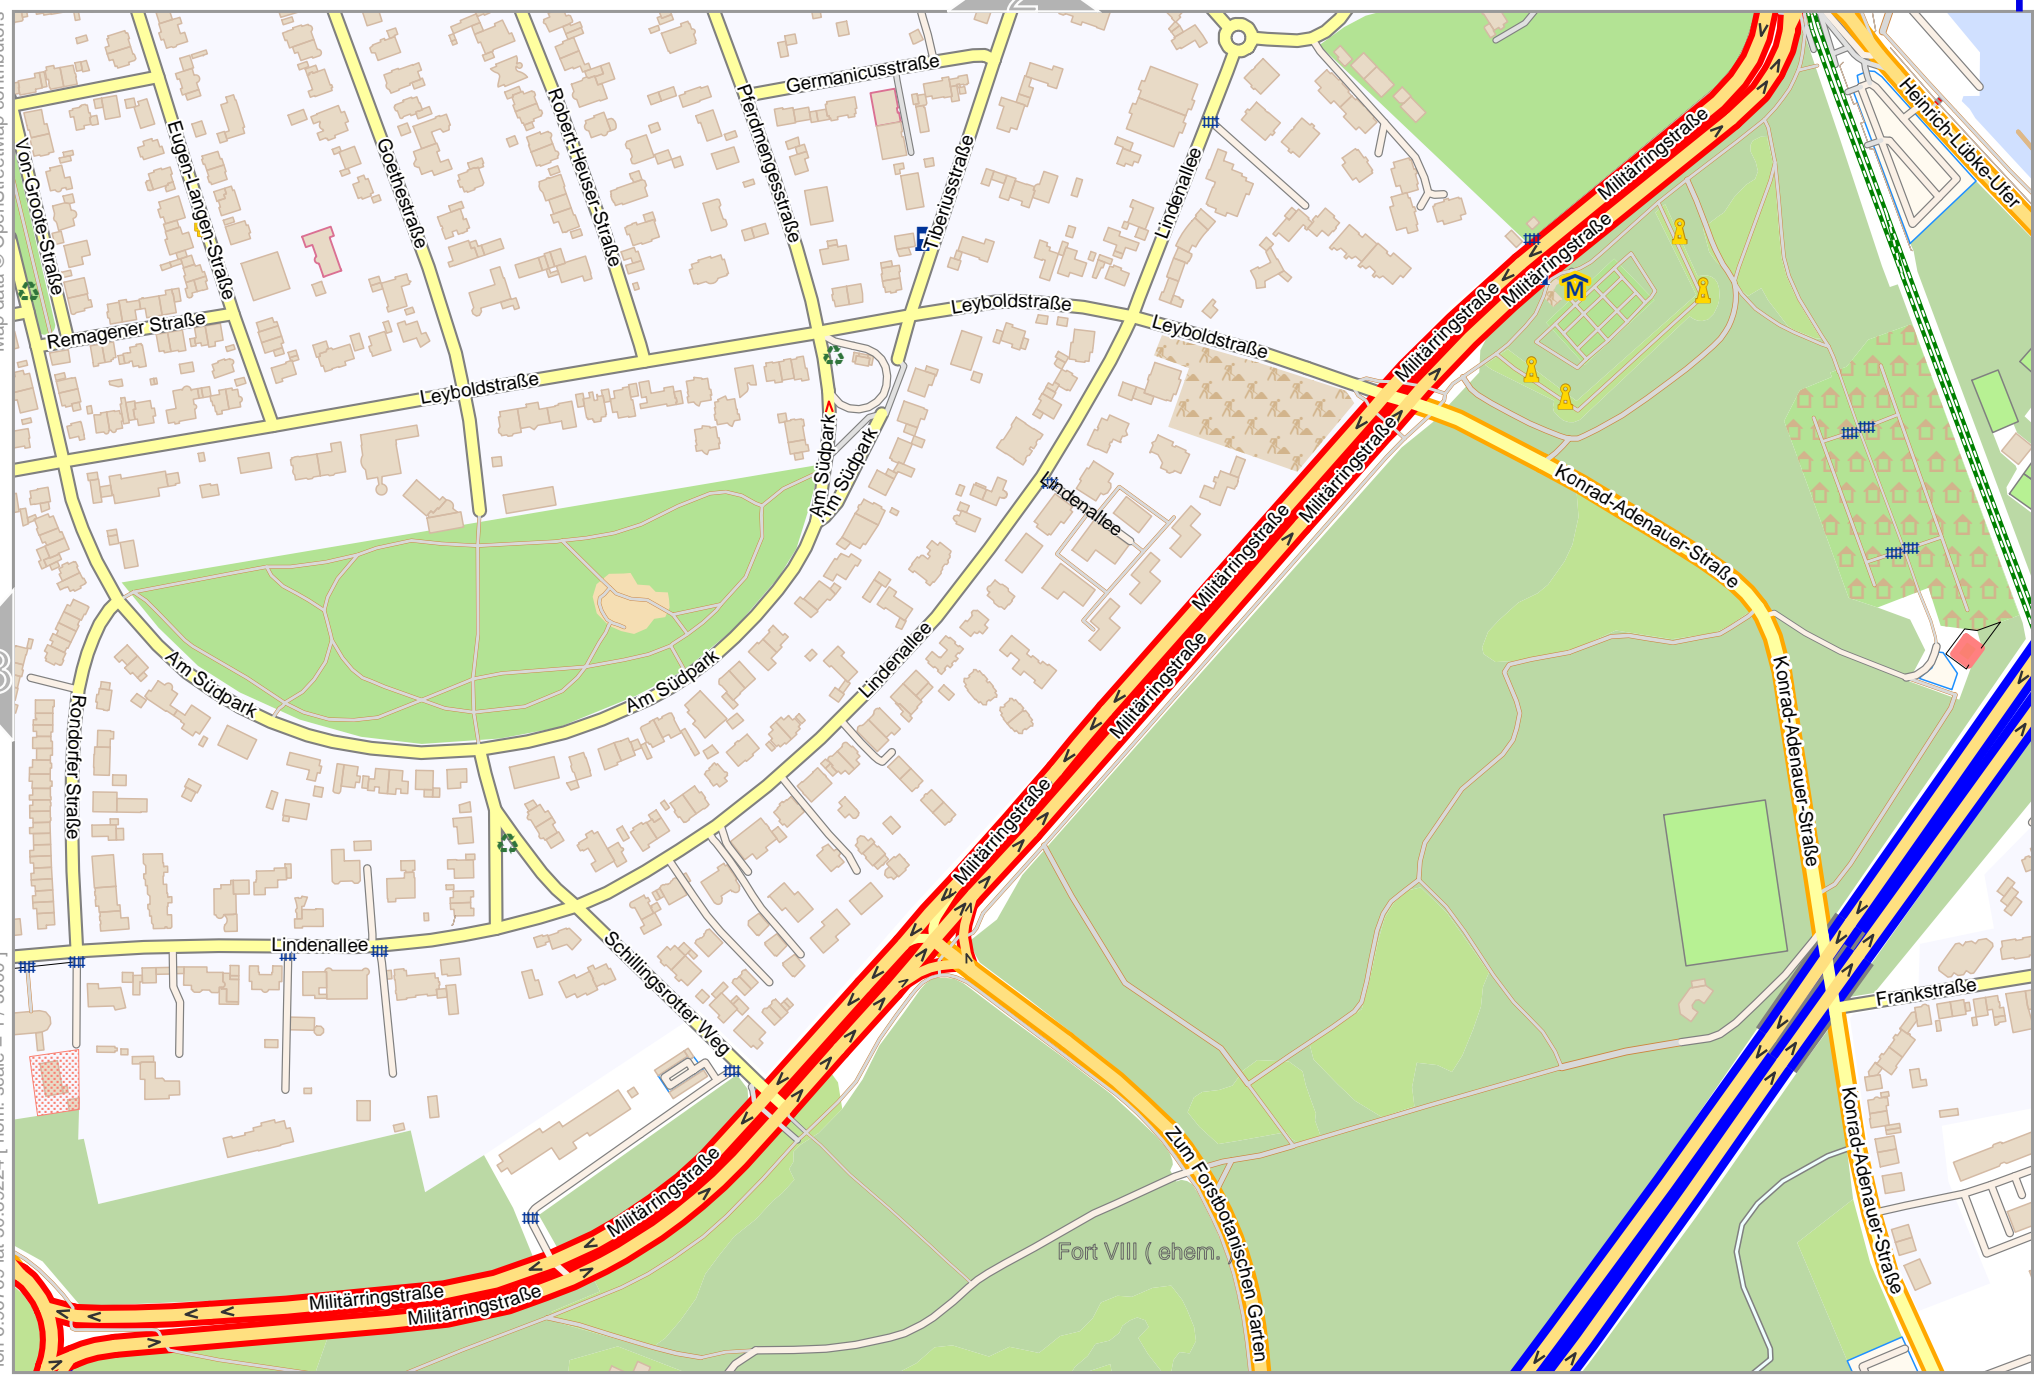 2
Germanicusstraße
Heinrich-Lübke-Ufer
Pferdmengesstraße
Robert-Heuser-Straße
Eugen-Langen-Straße
Goethestraße
Von-Groote-Straße
Tiberiusstraße
Lindenallee
Militärringstraße
Militärringstraße
M
Remagener Straße
Leyboldstraße
Leyboldstraße
Militärringstraße
Leyboldstraße
Am Südpark
Am Südpark
Militärringstraße
Konrad-Adenauer-Straße
Lindenallee
Militärringstraße
Lindenallee
Am Südpark
Am Südpark
Militärringstraße
Konrad-Adenauer-Straße
Rondorfer Straße
Militärringstraße
Lindenallee
Schillingsrotter Weg
Frankstraße
Konrad-Adenauer-Straße
Zum Forstbotanischen Garten
Militärringstraße
Fort VIII ( ehem. )
Militärringstraße
Militärringstraße